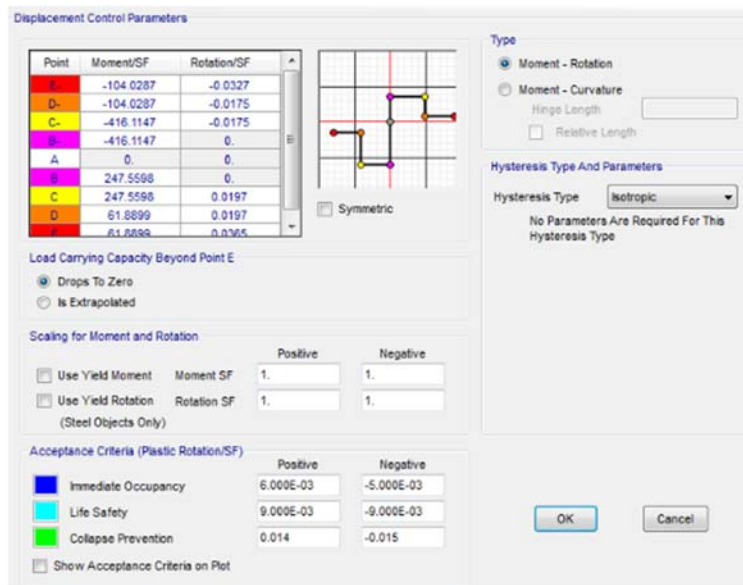 Displacement Control Parameters
Point Moment/SF Rotation/SF
E- -104.0287 -0.0327
D- -104.0287 -0.0175
C- -416.1147 -0.0175
B- -416.1147 0.
A 0. 0.
B 247.5598 0.
C 247.5598 0.0197
D 61.8899 0.0197
E 61.8899 0.0365
Symmetric
Load Carrying Capacity Beyond Point E
Drops To Zero
Is Extrapolated
Scaling for Moment and Rotation
Positive Negative
Use Yield Moment Moment SF 1. 1.
Use Yield Rotation Rotation SF 1. 1.
(Steel Objects Only)
Acceptance Criteria (Plastic Rotation/SF)
Positive Negative
Immediate Occupancy 6.000E-03 -5.000E-03
Life Safety 9.000E-03 -9.000E-03
Collapse Prevention 0.014 -0.015
Show Acceptance Criteria on Plot
Type
Moment - Rotation
Moment - Curvature
Hinge Length
Relative Length
Hysteresis Type And Parameters
Hysteresis Type Isotropic
No Parameters Are Required For This
Hysteresis Type
OK Cancel